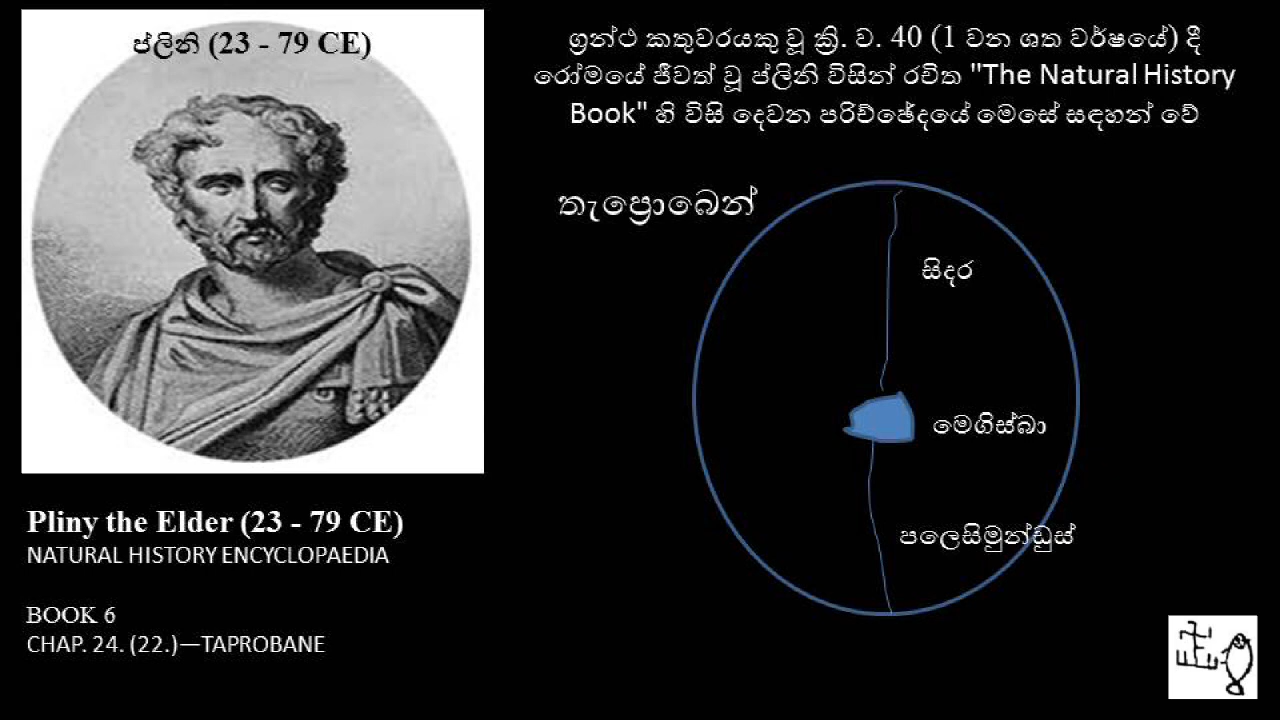 ප්ලිනි (23 - 79 CE)
ග්‍රන්ථ කතුවරයකු වූ ක්‍රි. ව. 40 (1 වන ශත වර්ෂයේ) දී
රෝමයේ ජීවත් වූ ප්ලිනි විසින් රචිත "The Natural History
Book" හි විසි දෙවන පරිච්ඡේදයේ මෙසේ සඳහන් වේ
තැප්‍රොබෙන්
සිදර
මෙගිස්බා
පලෙසිමුන්ඩුස්
Pliny the Elder (23 - 79 CE)
NATURAL HISTORY ENCYCLOPAEDIA
BOOK 6
CHAP. 24. (22.)—TAPROBANE